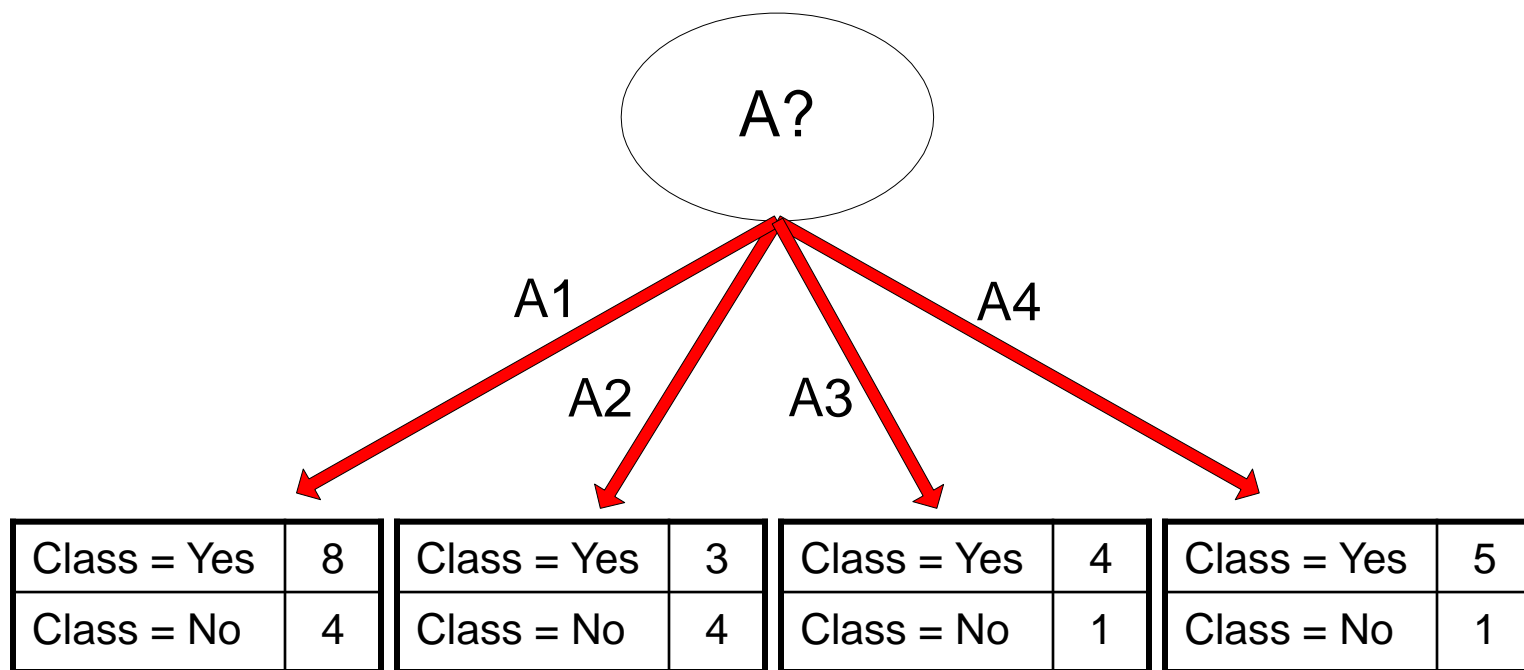 A?
A1
A4
A2
A3
Class = Yes 8
Class = No 4
Class = Yes 3
Class = No 4
Class = Yes 4
Class = No 1
Class = Yes 5
Class = No 1